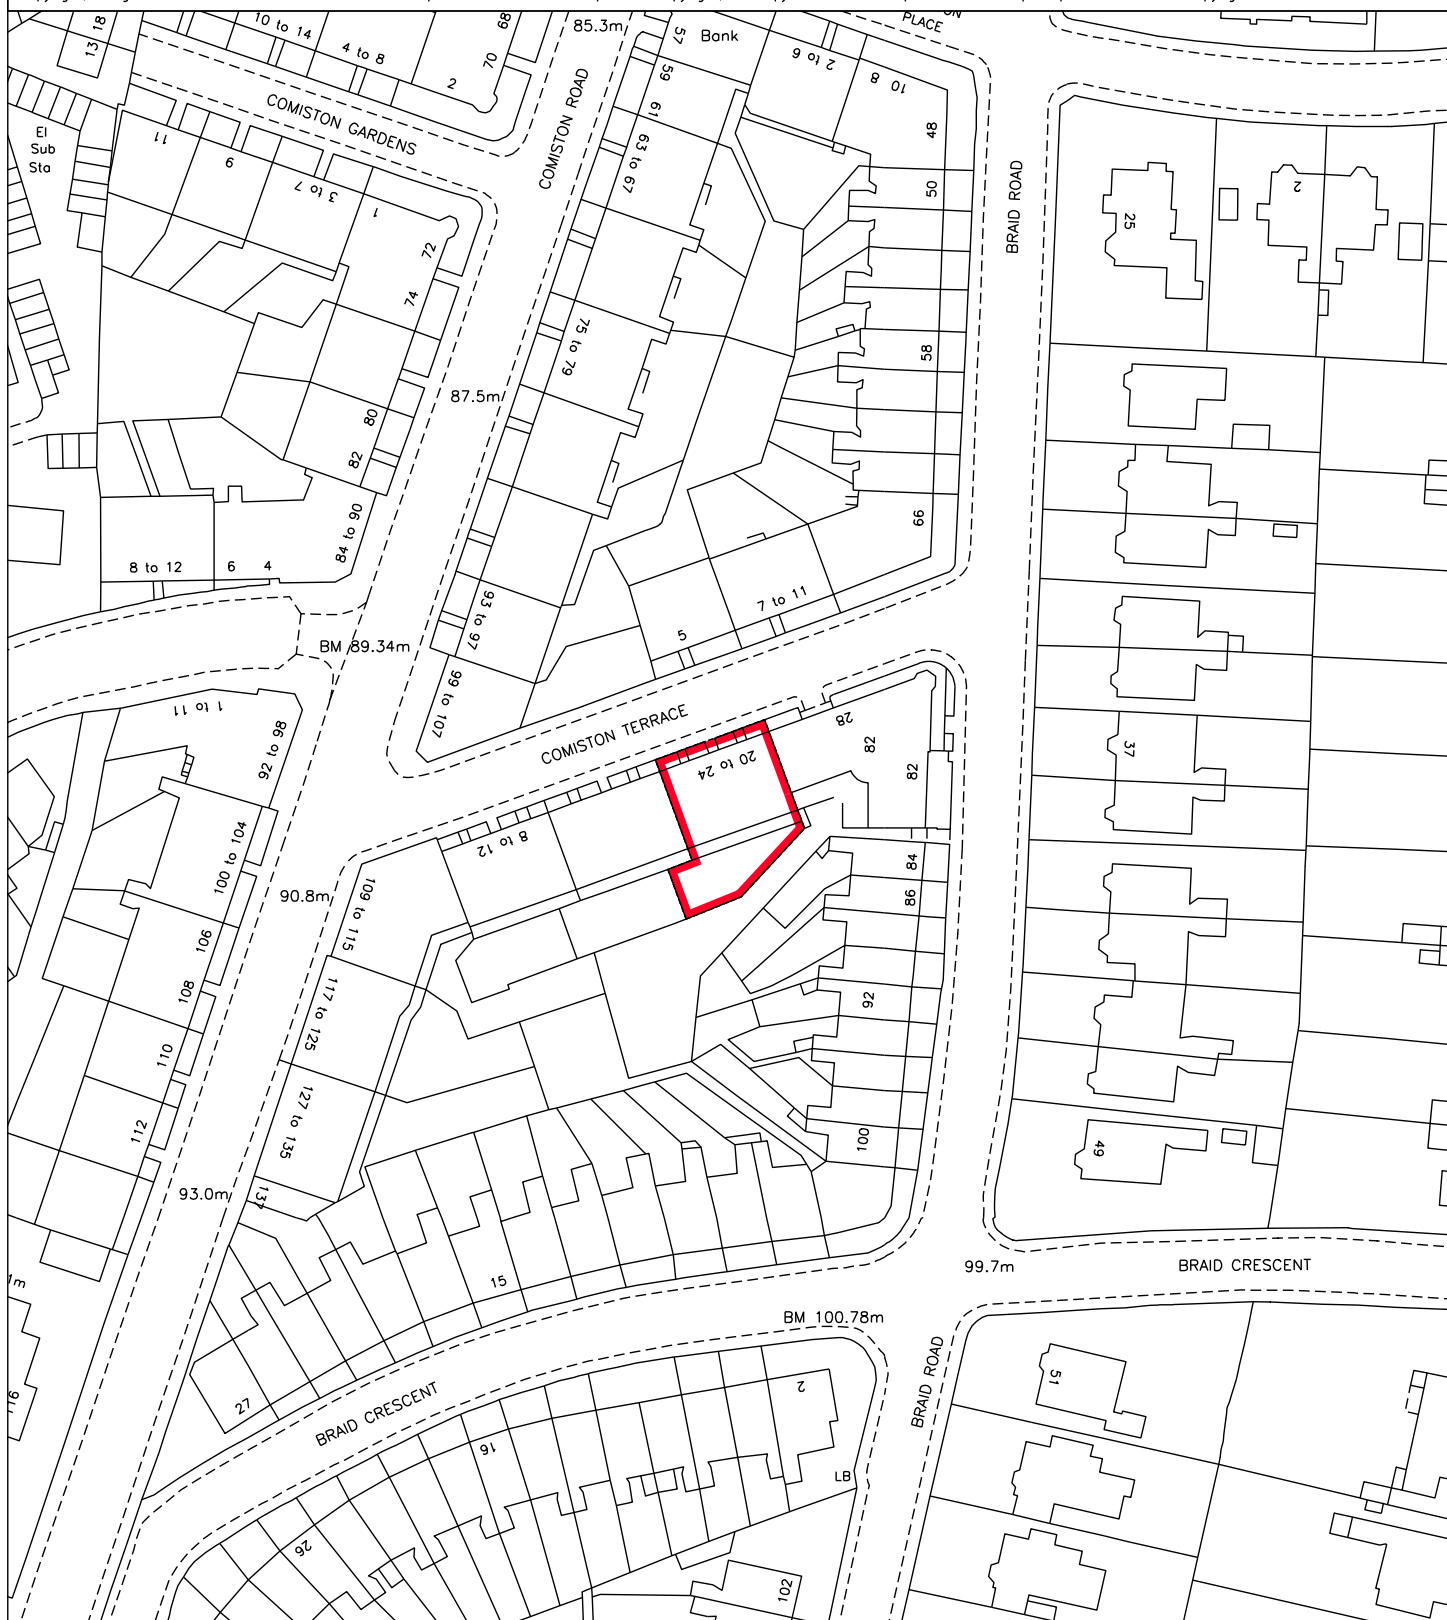 13
18
10 to 14
4 to 8
68
70
2
85.3m
57
Bank
59
61
63 to 67
2 to 6
8
10
PLACE
48
50
58
66
COMISTON GARDENS
COMISTON ROAD
El
Sub
Sta
11
9
3 to 7
1
72
74
80
82
84 to 90
87.5m
75 to 79
BRAID ROAD
25
2
8 to 12
6
4
BM 89.34m
93 to 97
99 to 107
5
7 to 11
COMISTON TERRACE
1 to 11
92 to 98
20 to 24
28
82
82
37
8 to 12
84
86
100 to 104
90.8m
109 to 115
106
108
117 to 125
92
110
112
127 to 135
100
49
93.0m
137
15
99.7m
BRAID CRESCENT
BM 100.78m
27
BRAID CRESCENT
BRAID ROAD
2
51
16
LB
26
102